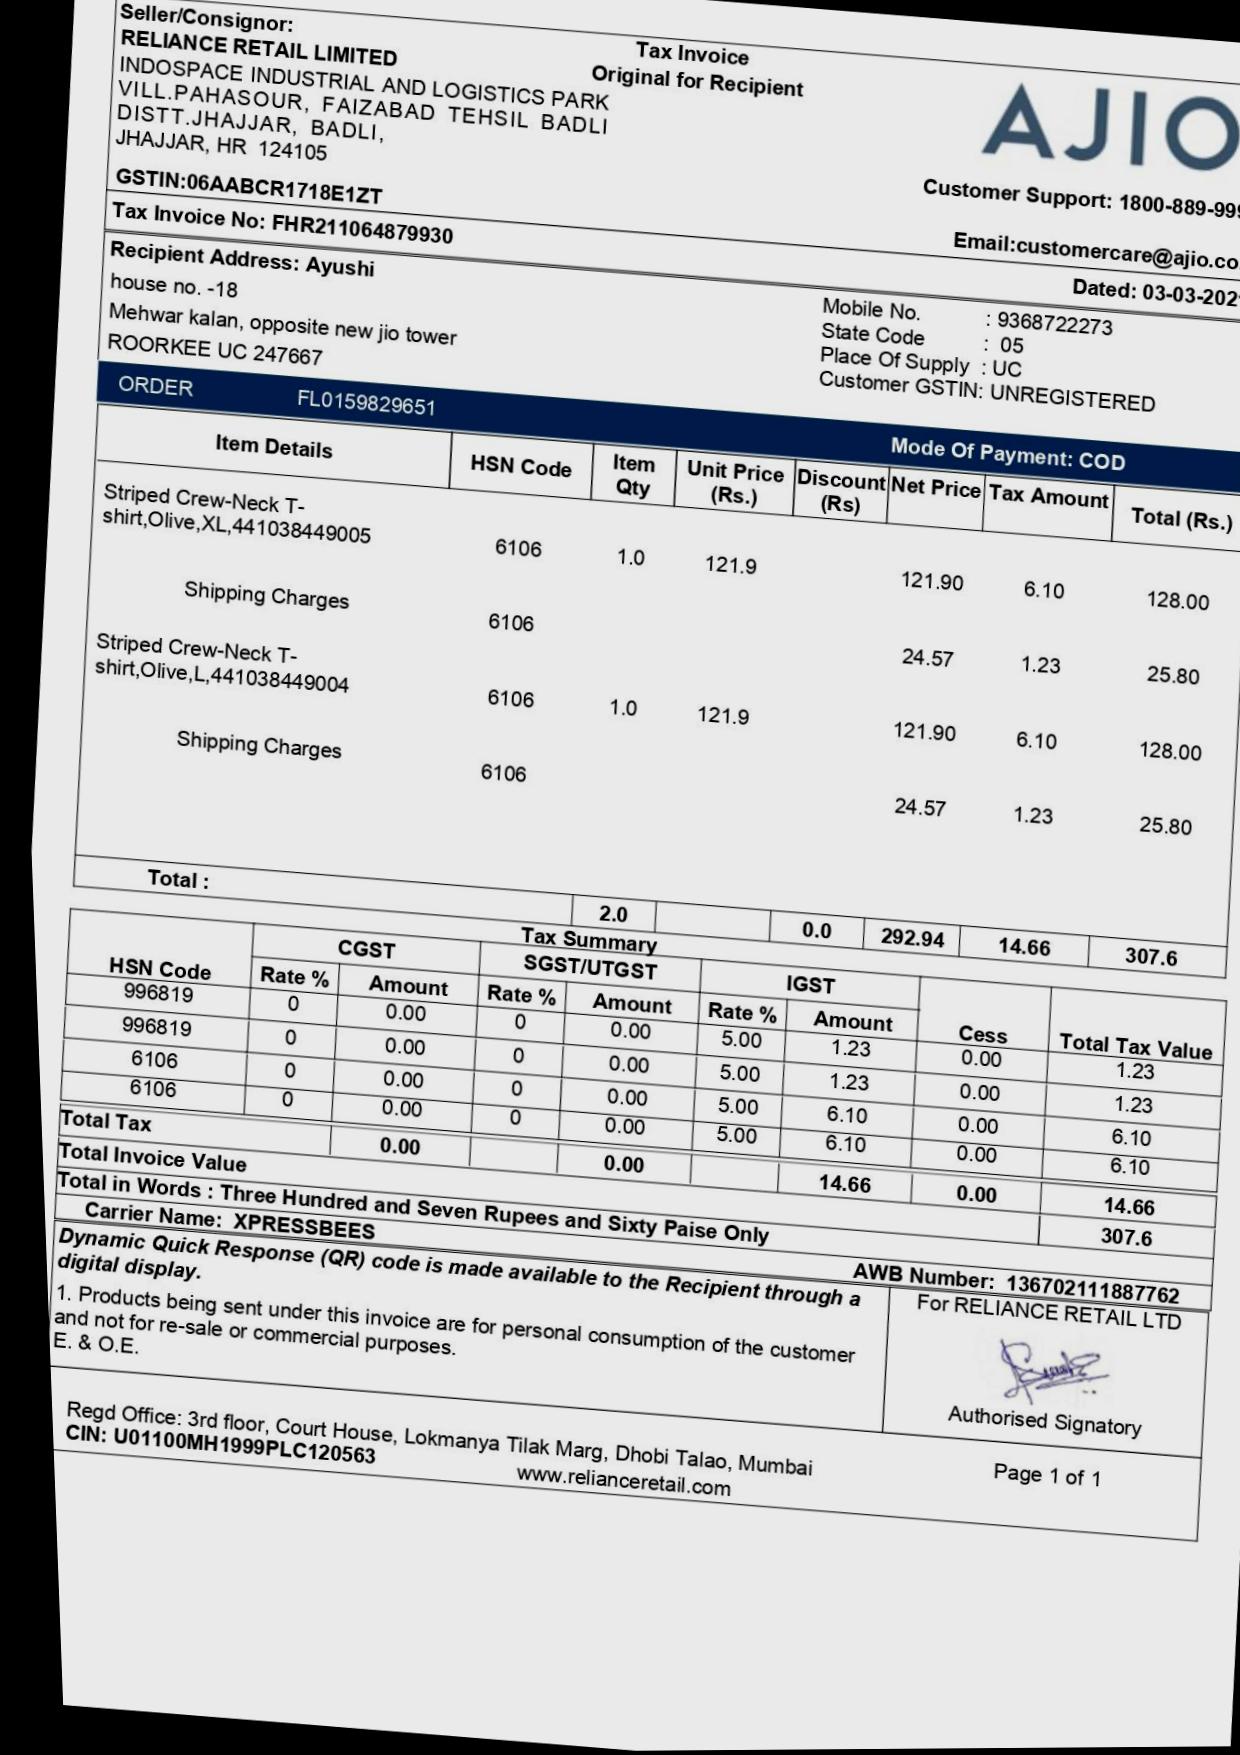 Seller/Consignor:
RELIANCE RETAIL LIMITED
INDOSPACE INDUSTRIAL AND LOGISTICS PARK
VILL.PAHASOUR, FAIZABAD TEHSIL BADLI
DISTT.JHAJJAR, BADLI,
JHAJJAR, HR 124105
GSTIN:06AABCR1718E1ZT
Tax Invoice
Original for Recipient
AJIO
Customer Support: 1800-889-999
Email:customercare@ajio.co
Tax Invoice No: FHR211064879930
Dated: 03-03-202
Recipient Address: Ayushi
house no. -18
Mehwar kalan, opposite new jio tower
ROORKEE UC 247667
Mobile No. : 9368722273
State Code : 05
Place Of Supply : UC
Customer GSTIN: UNREGISTERED
ORDER FL0159829651 Mode Of Payment: COD
Item Details HSN Code Item Qty Unit Price (Rs.) Discount (Rs) Net Price Tax Amount Total (Rs.)
Striped Crew-Neck T-
shirt,Olive,XL,441038449005 6106 1.0 121.9 121.90 6.10 128.00
Shipping Charges 6106 24.57 1.23 25.80
Striped Crew-Neck T-
shirt,Olive,L,441038449004 6106 1.0 121.9 121.90 6.10 128.00
Shipping Charges 6106 24.57 1.23 25.80
Total : 2.0 0.0 292.94 14.66 307.6
Tax Summary
HSN Code CGST SGST/UTGST IGST Cess Total Tax Value
Rate % Amount Rate % Amount Rate % Amount
996819 0 0.00 0 0.00 5.00 1.23 0.00 1.23
996819 0 0.00 0 0.00 5.00 1.23 0.00 1.23
6106 0 0.00 0 0.00 5.00 6.10 0.00 6.10
6106 0 0.00 0 0.00 5.00 6.10 0.00 6.10
Total Tax 0.00 0.00 14.66 0.00 14.66
Total Invoice Value 307.6
Total in Words : Three Hundred and Seven Rupees and Sixty Paise Only
Carrier Name: XPRESSBEES AWB Number: 136702111887762
Dynamic Quick Response (QR) code is made available to the Recipient through a
digital display.
1. Products being sent under this invoice are for personal consumption of the customer
and not for re-sale or commercial purposes.
E. & O.E.
For RELIANCE RETAIL LTD
Authorised Signatory
Regd Office: 3rd floor, Court House, Lokmanya Tilak Marg, Dhobi Talao, Mumbai
CIN: U01100MH1999PLC120563
www.relianceretail.com
Page 1 of 1